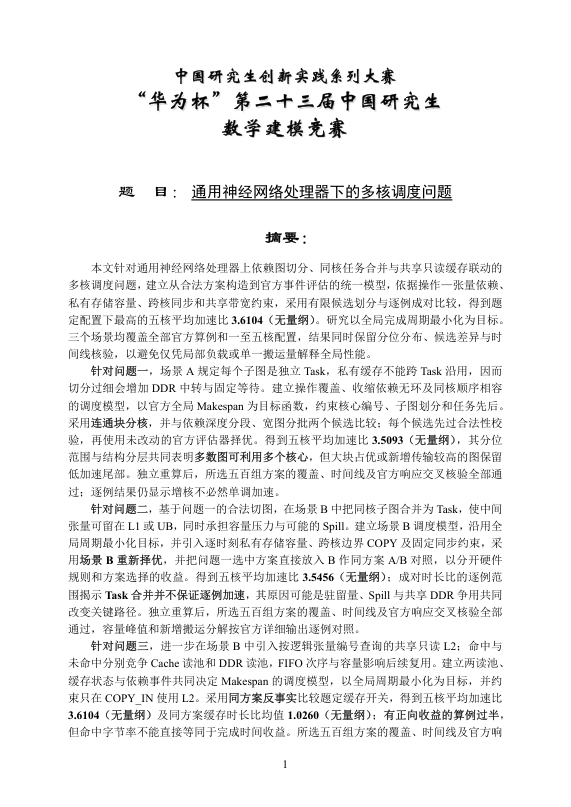 中国研究生创新实践系列大赛
“华为杯”第二十三届中国研究生
数学建模竞赛
题 目： 通用神经网络处理器下的多核调度问题
摘要：
本文针对通用神经网络处理器上依赖图切分、同核任务合并与共享只读缓存联动的
多核调度问题，建立从合法方案构造到官方事件评估的统一模型，依据操作—张量依赖、
私有存储容量、跨核同步和共享带宽约束，采用有限候选划分与逐例成对比较，得到题
定配置下最高的五核平均加速比 3.6104（无量纲）。研究以全局完成周期最小化为目标。
三个场景均覆盖全部官方算例和一至五核配置，结果同时保留分位分布、候选差异与时
间线核验，以避免仅凭局部负载或单一搬运量解释全局性能。
针对问题一，场景 A 规定每个子图是独立 Task，私有缓存不能跨 Task 沿用，因而
切分过细会增加 DDR 中转与固定等待。建立操作覆盖、收缩依赖无环及同核顺序相容
的调度模型，以官方全局 Makespan 为目标函数，约束核心编号、子图划分和任务先后。
采用连通块分核，并与依赖深度分段、宽图分批两个候选比较；每个候选先过合法性校
验，再使用未改动的官方评估器择优。得到五核平均加速比 3.5093（无量纲），其分位
范围与结构分层共同表明多数图可利用多个核心，但大块占优或新增传输较高的图保留
低加速尾部。独立重算后，所选五百组方案的覆盖、时间线及官方响应交叉核验全部通
过；逐例结果仍显示增核不必然单调加速。
针对问题二，基于问题一的合法切图，在场景 B 中把同核子图合并为 Task，使中间
张量可留在 L1 或 UB，同时承担容量压力与可能的 Spill。建立场景 B 调度模型，沿用全
局周期最小化目标，并引入逐时刻私有存储容量、跨核边界 COPY 及固定同步约束，采
用场景 B 重新择优，并把问题一选中方案直接放入 B 作同方案 A/B 对照，以分开硬件
规则和方案选择的收益。得到五核平均加速比 3.5456（无量纲）；成对时长比的逐例范
围揭示 Task 合并并不保证逐例加速，其原因可能是驻留量、Spill 与共享 DDR 争用共同
改变关键路径。独立重算后，所选五百组方案的覆盖、时间线及官方响应交叉核验全部
通过，容量峰值和新增搬运分解按官方详细输出逐例对照。
针对问题三，进一步在场景 B 中引入按逻辑张量编号查询的共享只读 L2；命中与
未命中分别竞争 Cache 读池和 DDR 读池，FIFO 次序与容量影响后续复用。建立两读池、
缓存状态与依赖事件共同决定 Makespan 的调度模型，以全局周期最小化为目标，并约
束只在 COPY_IN 使用 L2。采用同方案反事实比较题定缓存开关，得到五核平均加速比
3.6104（无量纲）及同方案缓存时长比均值 1.0260（无量纲）；有正向收益的算例过半，
但命中字节率不能直接等同于完成时间收益。所选五百组方案的覆盖、时间线及官方响
1